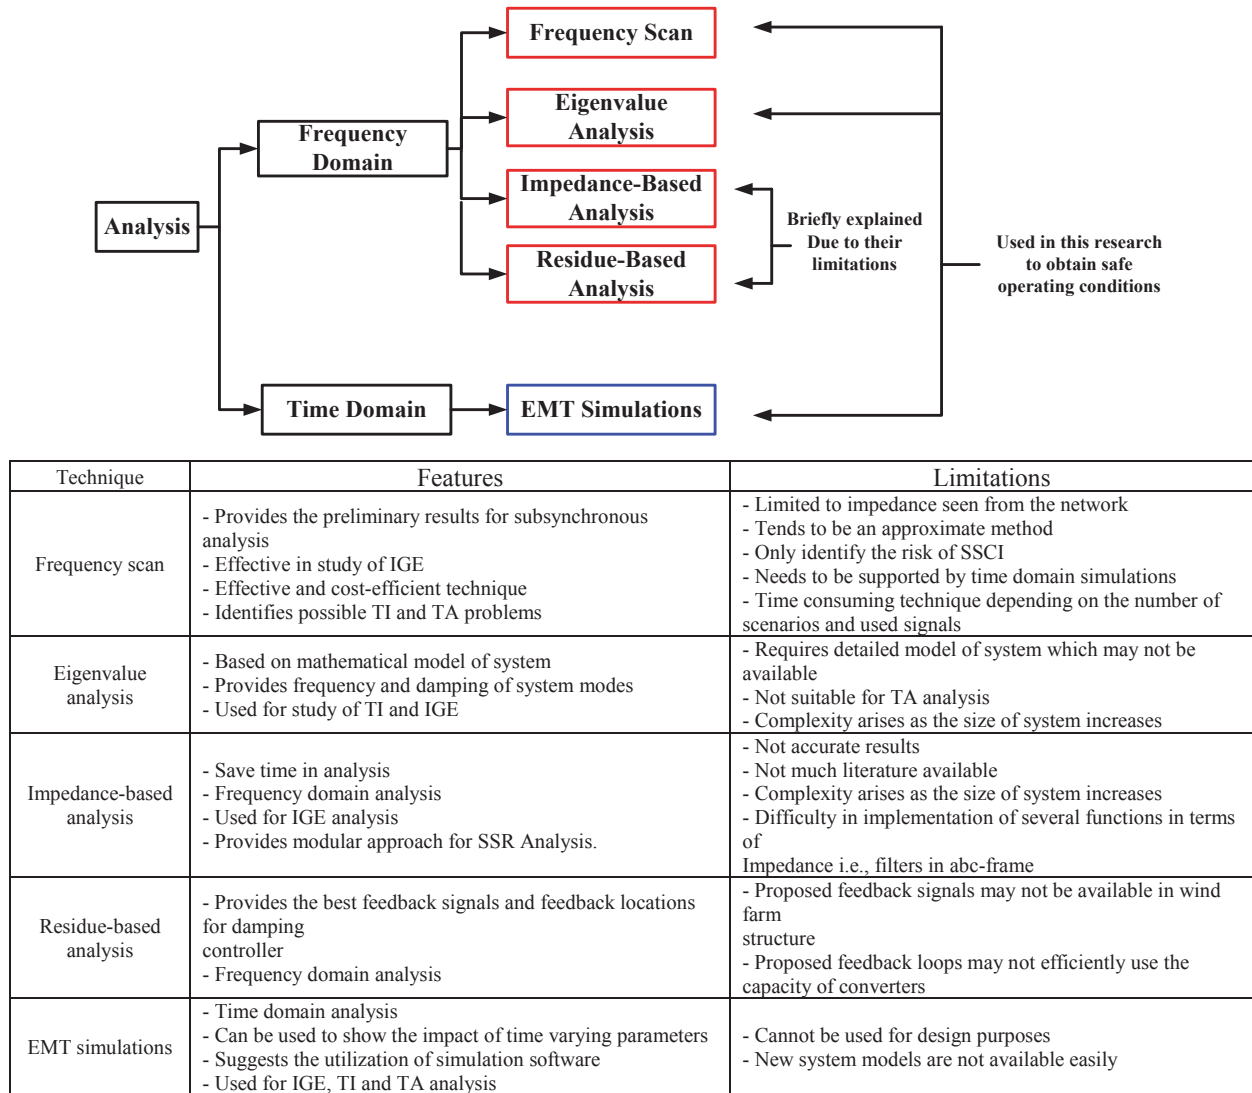 Frequency Scan
Eigenvalue
Analysis
Frequency
Domain
Impedance-Based
Analysis
Briefly explained
Due to their
limitations
Analysis
Used in this research
to obtain safe
operating conditions
Residue-Based
Analysis
Time Domain
EMT Simulations
Technique
Features
Limitations
Frequency scan
- Provides the preliminary results for subsynchronous
analysis
- Effective in study of IGE
- Effective and cost-efficient technique
- Identifies possible TI and TA problems
- Limited to impedance seen from the network
- Tends to be an approximate method
- Only identify the risk of SSCI
- Needs to be supported by time domain simulations
- Time consuming technique depending on the number of
scenarios and used signals
Eigenvalue
analysis
- Based on mathematical model of system
- Provides frequency and damping of system modes
- Used for study of TI and IGE
- Requires detailed model of system which may not be
available
- Not suitable for TA analysis
- Complexity arises as the size of system increases
Impedance-based
analysis
- Save time in analysis
- Frequency domain analysis
- Used for IGE analysis
- Provides modular approach for SSR Analysis.
- Not accurate results
- Not much literature available
- Complexity arises as the size of system increases
- Difficulty in implementation of several functions in terms
of
Impedance i.e., filters in abc-frame
Residue-based
analysis
- Provides the best feedback signals and feedback locations
for damping
controller
- Frequency domain analysis
- Proposed feedback signals may not be available in wind
farm
structure
- Proposed feedback loops may not efficiently use the
capacity of converters
EMT simulations
- Time domain analysis
- Can be used to show the impact of time varying parameters
- Suggests the utilization of simulation software
- Used for IGE, TI and TA analysis
- Cannot be used for design purposes
- New system models are not available easily